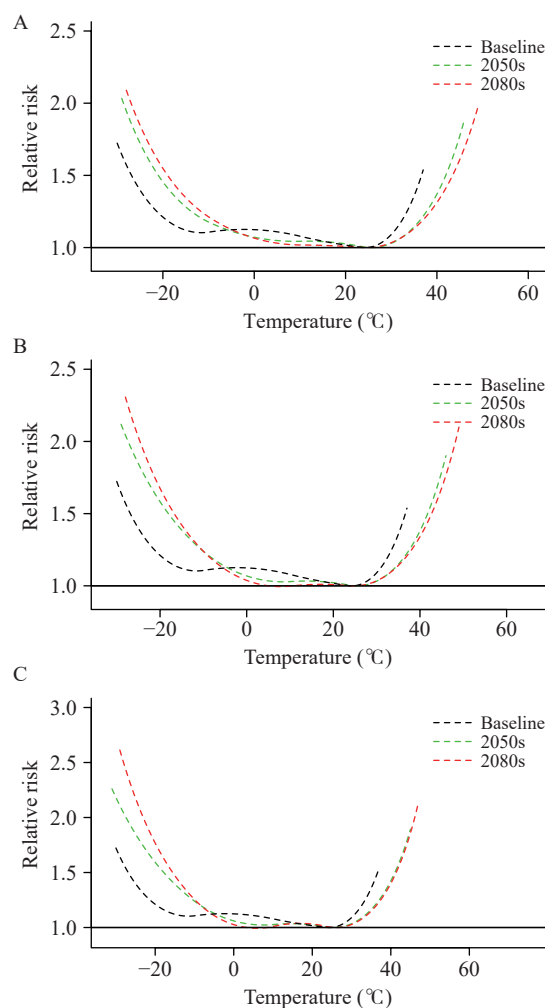 A
2.5
2.0
1.5
1.0
Relative risk
Baseline
2050s
2080s
−20 0 20 40 60
Temperature (℃)
B
2.5
2.0
1.5
1.0
Relative risk
Baseline
2050s
2080s
−20 0 20 40 60
Temperature (℃)
C
3.0
2.5
2.0
1.5
1.0
Relative risk
Baseline
2050s
2080s
−20 0 20 40 60
Temperature (℃)